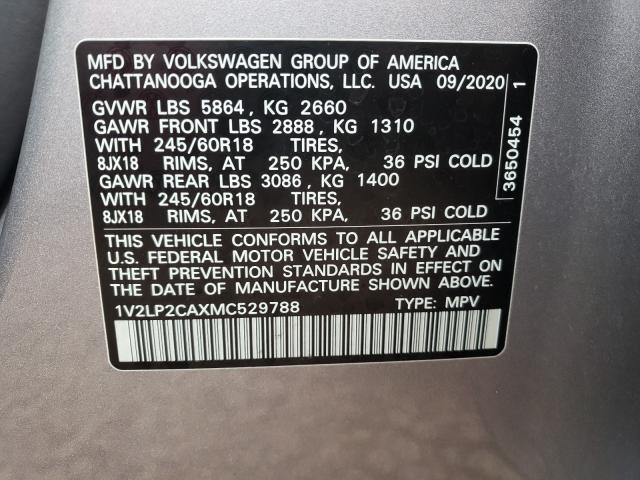 MFD BY VOLKSWAGEN GROUP OF AMERICA
CHATTANOOGA OPERATIONS, LLC. USA 09/2020
GVWR LBS 5864, KG 2660
GAWR FRONT LBS 2888, KG 1310
WITH 245/60R18 TIRES,
8JX18 RIMS, AT 250 KPA, 36 PSI COLD
GAWR REAR LBS 3086, KG 1400
WITH 245/60R18 TIRES,
8JX18 RIMS, AT 250 KPA, 36 PSI COLD
THIS VEHICLE CONFORMS TO ALL APPLICABLE
U.S. FEDERAL MOTOR VEHICLE SAFETY AND
THEFT PREVENTION STANDARDS IN EFFECT ON
THE DATE OF MANUFACTURE SHOWN ABOVE.
1V2LP2CAXMC529788 TYPE: MPV
3650454 1